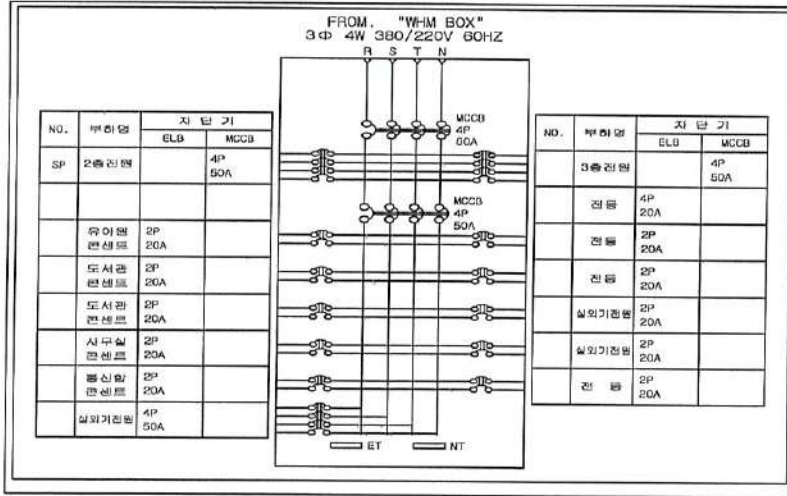 FROM. "WHM BOX"
3Φ 4W 380/220V 60HZ
R S T N
NO. 부하명 차 단 기
ELB MCCB
SP 2층전원 4P
50A
유아원 2P
콘센트 20A
도서관 2P
콘센트 20A
도서관 2P
콘센트 20A
사무실 2P
콘센트 20A
통신함 2P
콘센트 20A
실외기전원 4P
50A
MCCB
4P
60A
MCCB
4P
50A
ET NT
NO. 부하명 차 단 기
ELB MCCB
3층전원 4P
50A
전등 4P
20A
전등 2P
20A
전등 2P
20A
실외기전원 2P
20A
실외기전원 2P
20A
전 등 2P
20A